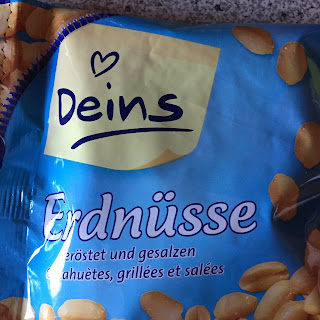 Deins
Erdnüsse
eröstet und gesalzen
ahuètes, grillées et salées